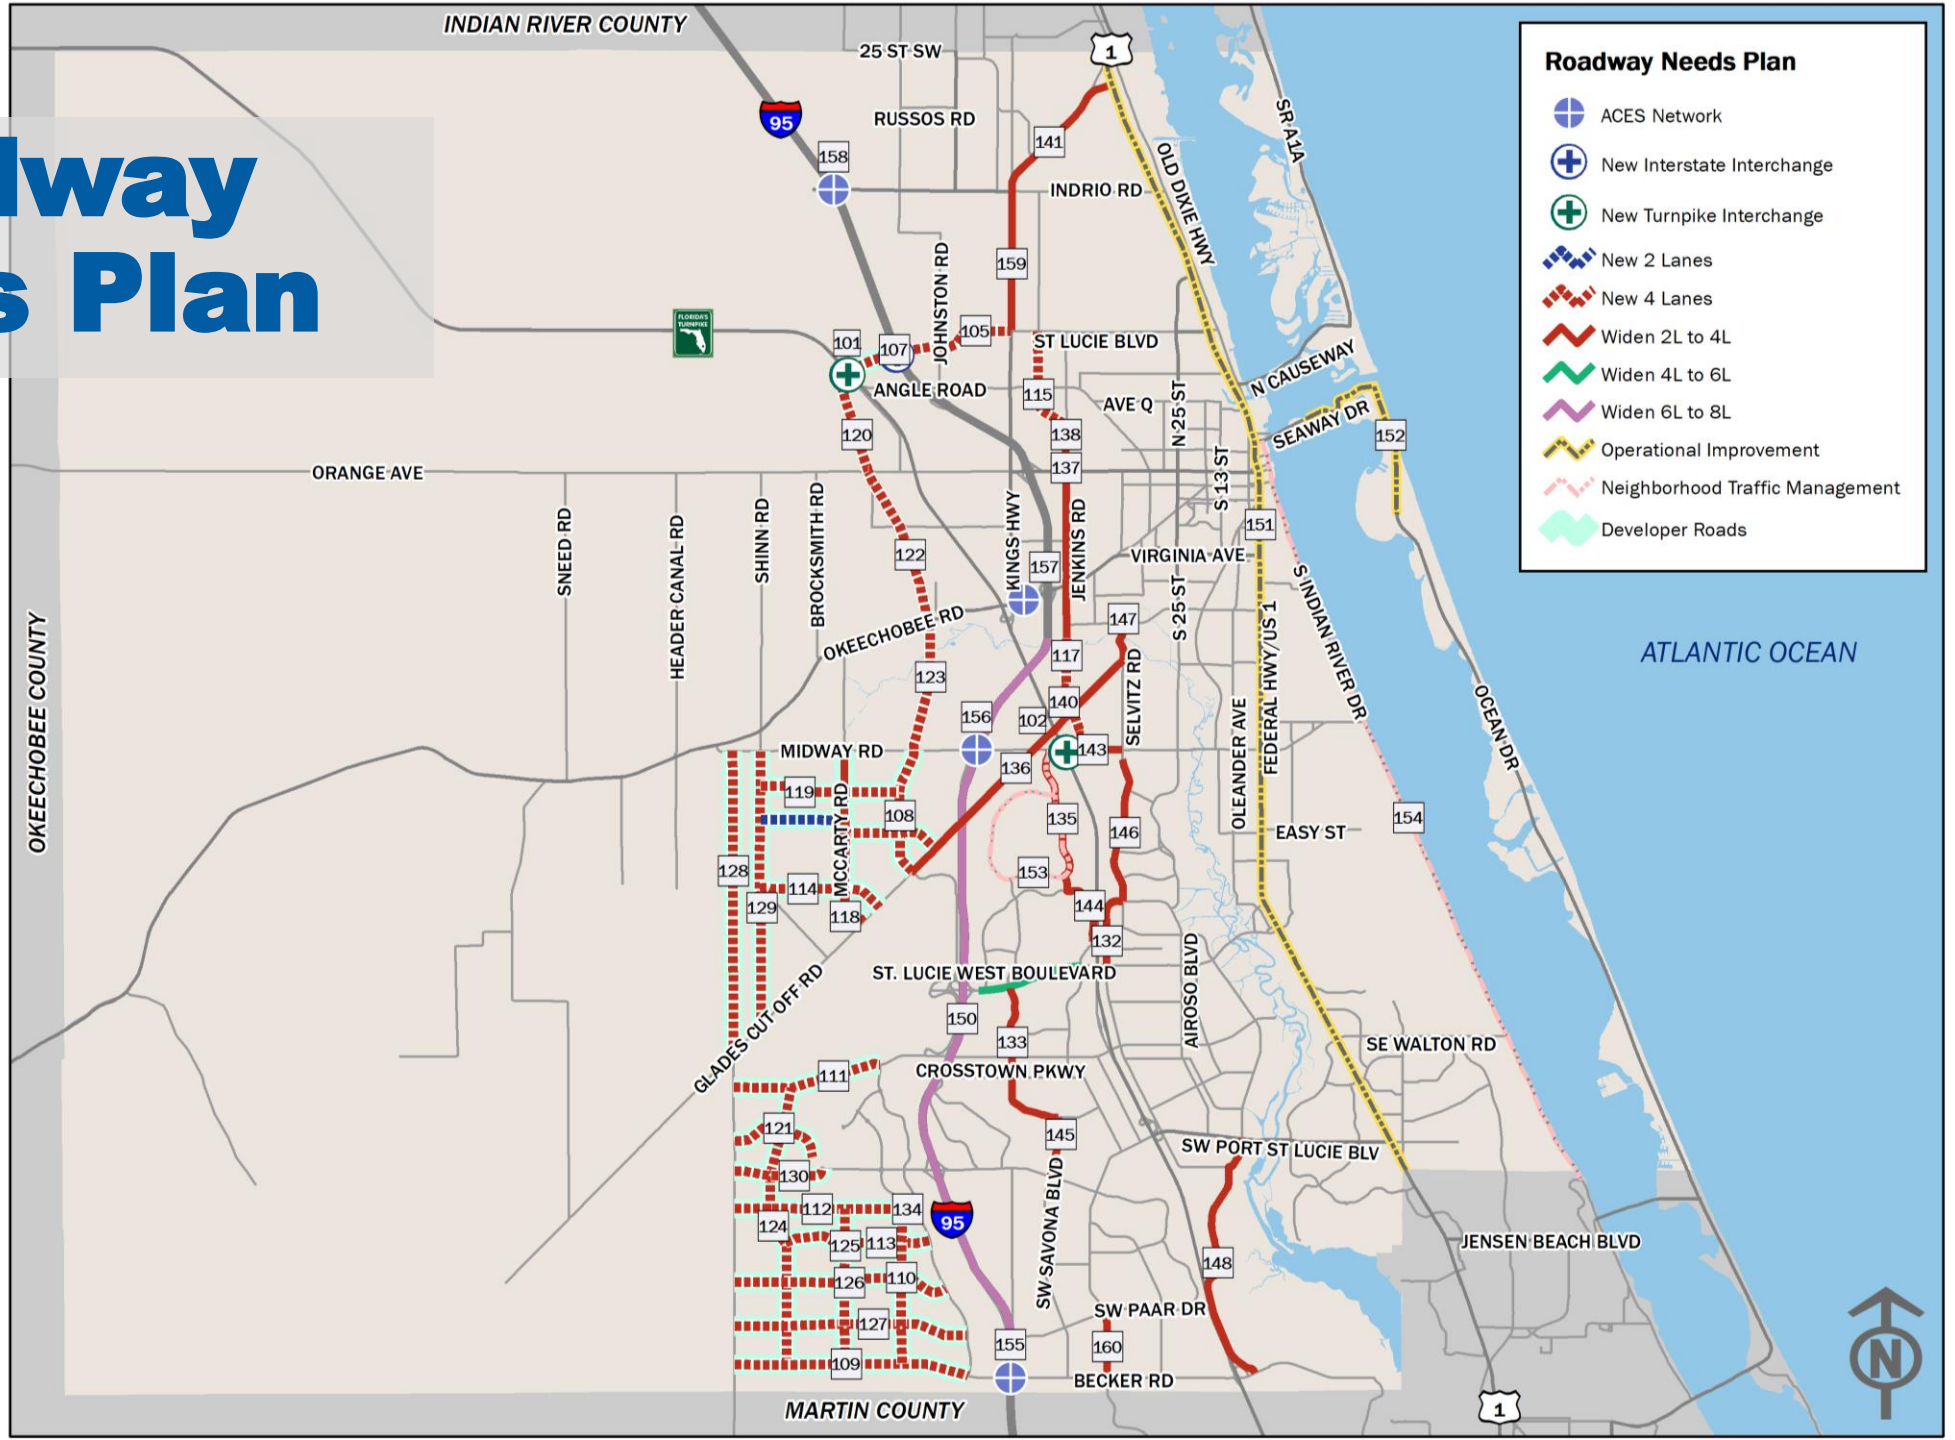 dway
s Plan
INDIAN RIVER COUNTY
25 ST SW
1
95
RUSSOS RD
158
141
OLD DIXIE HWY
SR A1A
INDRIO RD
159
JOHNSTON RD
FLORIDA'S
TURNPIKE
101
107
105
ST LUCIE BLVD
N CAUSEWAY
ANGLE ROAD
115
AVE Q
N 25 ST
SEAWAY DR
152
120
138
137
ORANGE AVE
S 13 ST
SNEED RD
HEADER CANAL RD
SHINN RD
BROCKSMITH RD
KINGS HWY
JENKINS RD
151
122
157
VIRGINIA AVE
S 25 ST
S INDIAN RIVER DR
OKEECHOBEE RD
147
FEDERAL HWY/US 1
ATLANTIC OCEAN
OKEECHOBEE COUNTY
117
123
SELVITZ RD
140
OLEANDER AVE
OCEAN DR
156
102
MIDWAY RD
143
136
119
MCCARTY RD
108
135
146
EASY ST
154
128
153
114
129
118
144
132
AIROSO BLVD
GLADES CUT OFF RD
ST. LUCIE WEST BOULEVARD
150
133
SE WALTON RD
111
CROSSTOWN PKWY
121
145
SW PORT ST LUCIE BLV
130
SW SAVONA BLVD
112
134
124
95
125
113
JENSEN BEACH BLVD
126
110
148
SW PAAR DR
127
155
160
109
BECKER RD
MARTIN COUNTY
1
N
Roadway Needs Plan
ACES Network
New Interstate Interchange
New Turnpike Interchange
New 2 Lanes
New 4 Lanes
Widen 2L to 4L
Widen 4L to 6L
Widen 6L to 8L
Operational Improvement
Neighborhood Traffic Management
Developer Roads